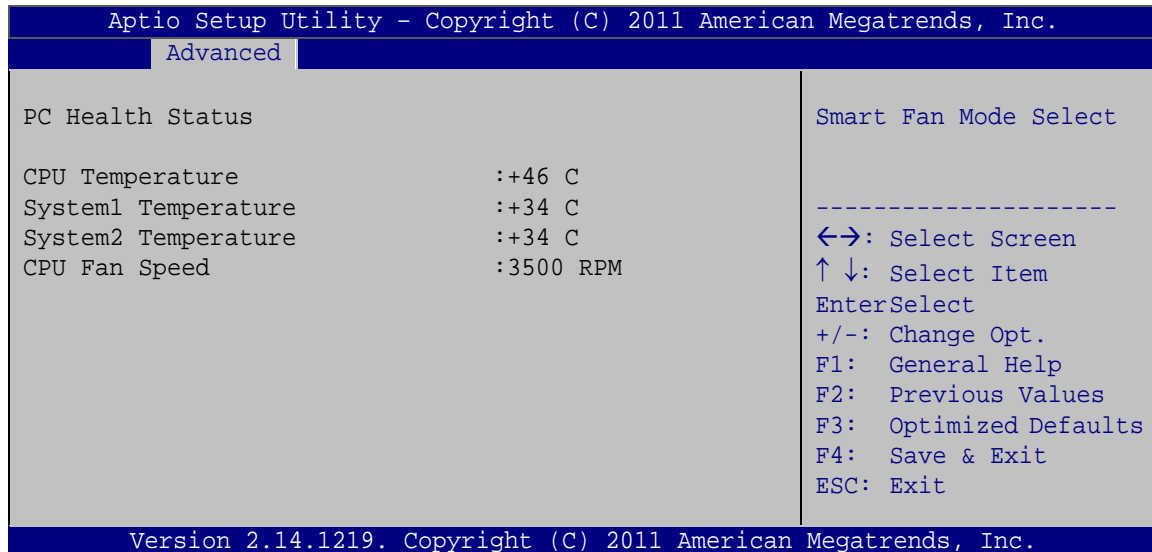 Aptio Setup Utility – Copyright (C) 2011 American Megatrends, Inc.
Advanced
PC Health Status
CPU Temperature :+46 C
System1 Temperature :+34 C
System2 Temperature :+34 C
CPU Fan Speed :3500 RPM
Smart Fan Mode Select
---------------------
←→: Select Screen
↑ ↓: Select Item
EnterSelect
+/-: Change Opt.
F1: General Help
F2: Previous Values
F3: Optimized Defaults
F4: Save & Exit
ESC: Exit
Version 2.14.1219. Copyright (C) 2011 American Megatrends, Inc.